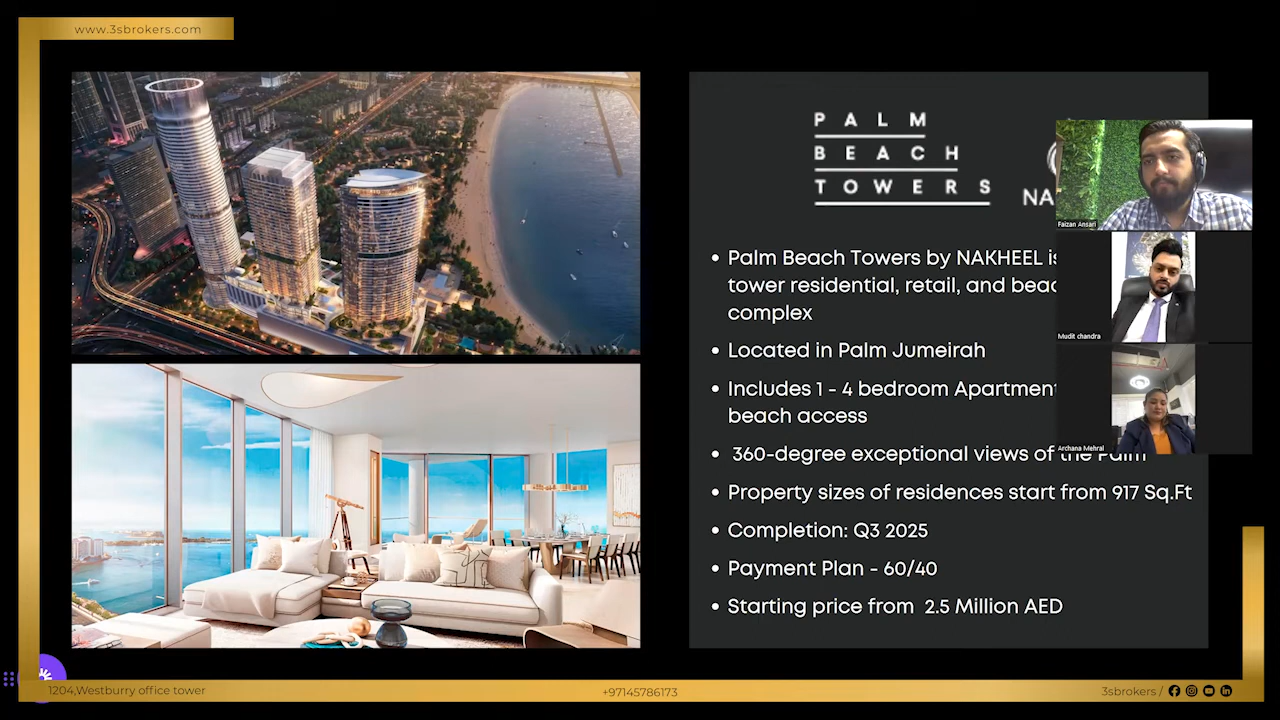 www.3sbrokers.com
PALM
BEACH
TOWERS
NA
Faizan Ansari
• Palm Beach Towers by NAKHEEL is
tower residential, retail, and beac
complex
Mudit chandra
• Located in Palm Jumeirah
• Includes 1 - 4 bedroom Apartment
beach access
Archana Mehral
• 360-degree exceptional views of the Palm
• Property sizes of residences start from 917 Sq.Ft
• Completion: Q3 2025
• Payment Plan - 60/40
• Starting price from 2.5 Million AED
1204,Westburry office tower
+97145786173
3sbrokers /